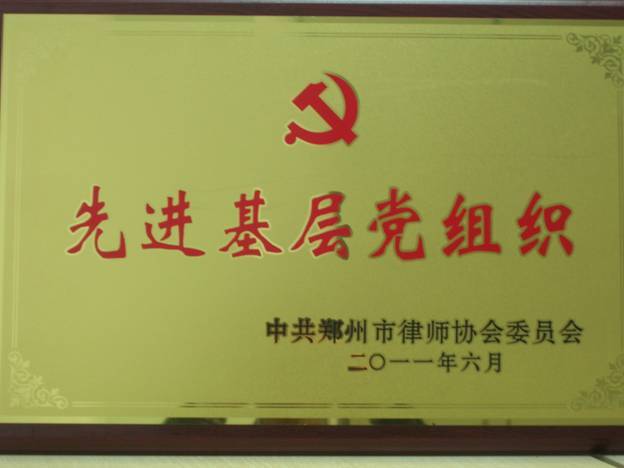 先进基层党组织
中共郑州市律师协会委员会
二〇一一年六月